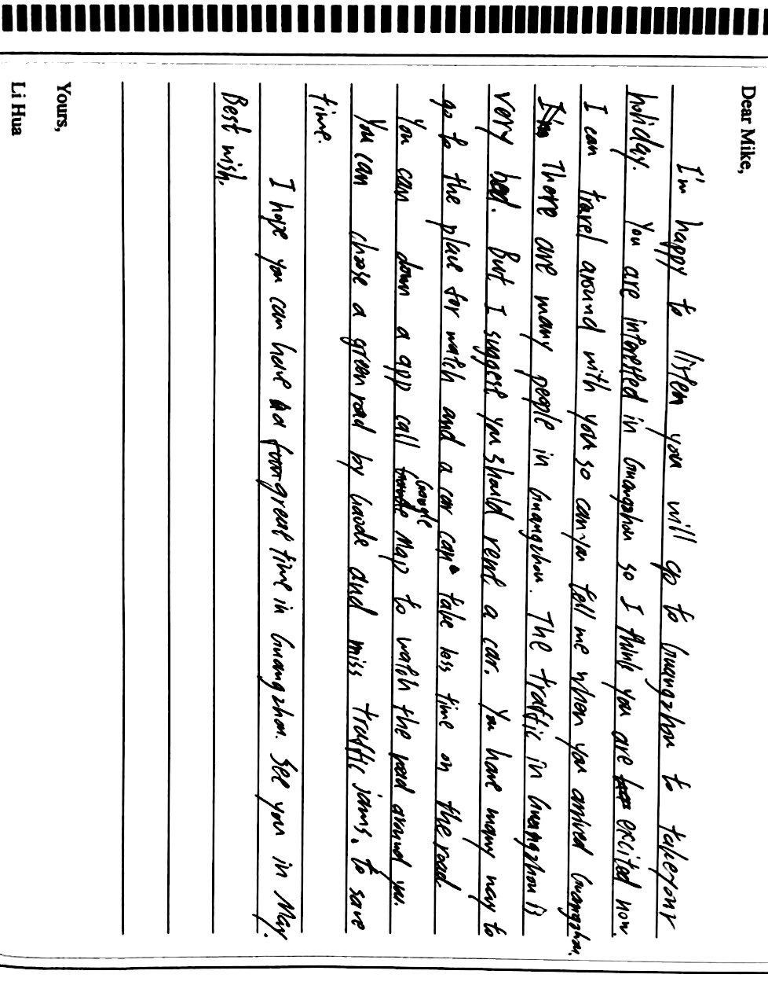 Dear Mike,
I'm happy to listen you will go to Guangzhou to take your
holiday. You are interested in Guangzhou so I think you are excited now.
I can travel around with you so can you tell me when you arrived Guangzhou.
There are many people in Guangzhou. The traffic in Guangzhou is
very bad. But I suggest you should rent a car. You have many way to
go to the place for watch and a car can take less time on the road.
You can down a app call Gaode Map to watch the road around you.
You can choose a green road by Gaode and miss traffic jams, to save
time.
I hope you can have a great time in Guangzhou. See you in May.
Best wish.
Yours,
Li Hua